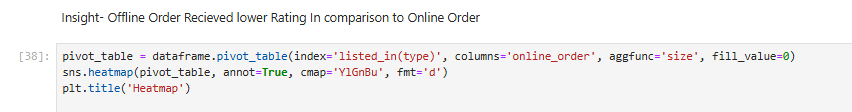 Insight- Offline Order Recieved lower Rating In comparison to Online Order
[38]: pivot_table = dataframe.pivot_table(index='listed_in(type)', columns='online_order', aggfunc='size', fill_value=0)
sns.heatmap(pivot_table, annot=True, cmap='YlGnBu', fmt='d')
plt.title('Heatmap')